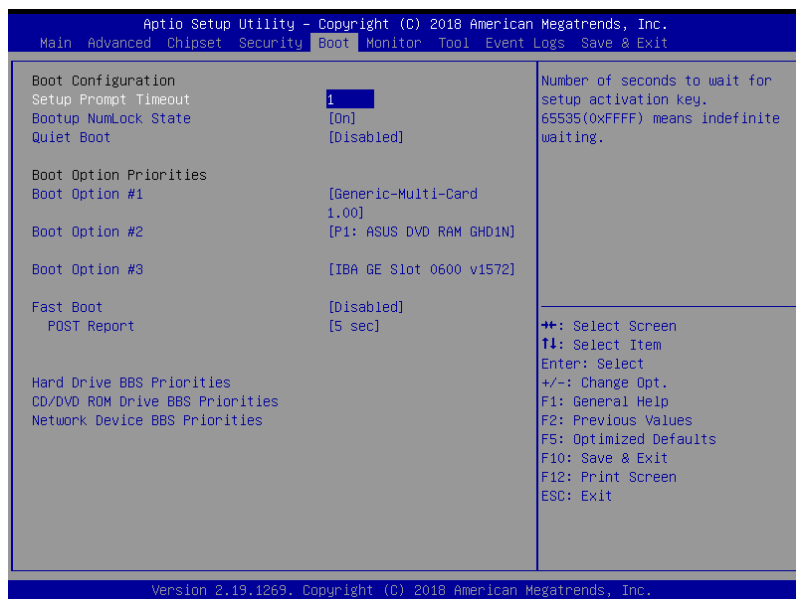 Aptio Setup Utility – Copyright (C) 2018 American Megatrends, Inc.
Main Advanced Chipset Security Boot Monitor Tool Event Logs Save & Exit
Boot Configuration
Setup Prompt Timeout 1
Bootup NumLock State [On]
Quiet Boot [Disabled]
Boot Option Priorities
Boot Option #1 [Generic-Multi-Card
1.00]
Boot Option #2 [P1: ASUS DVD RAM GHD1N]
Boot Option #3 [IBA GE Slot 0600 v1572]
Fast Boot [Disabled]
POST Report [5 sec]
Hard Drive BBS Priorities
CD/DVD ROM Drive BBS Priorities
Network Device BBS Priorities
Number of seconds to wait for
setup activation key.
65535(0xFFFF) means indefinite
waiting.
→←: Select Screen
↑↓: Select Item
Enter: Select
+/-: Change Opt.
F1: General Help
F2: Previous Values
F5: Optimized Defaults
F10: Save & Exit
F12: Print Screen
ESC: Exit
Version 2.19.1269. Copyright (C) 2018 American Megatrends, Inc.